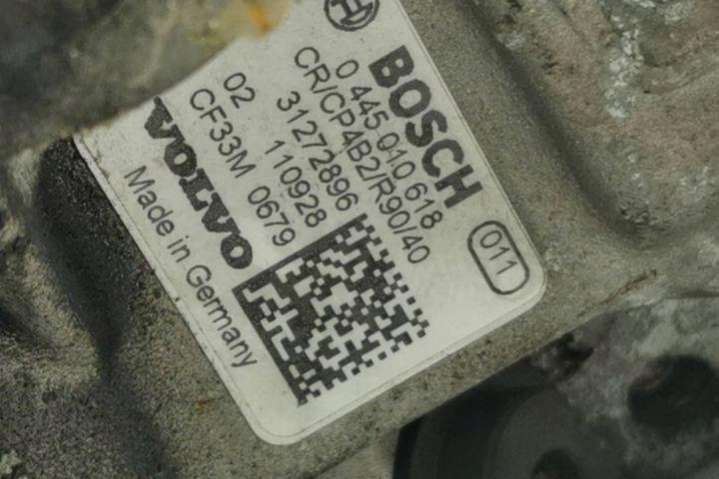 BOSCH
0 445 010 618
CR/CP4B2/R90/40
02 31272896
CF33M 110928
0679
VOLVO
Made in Germany
011